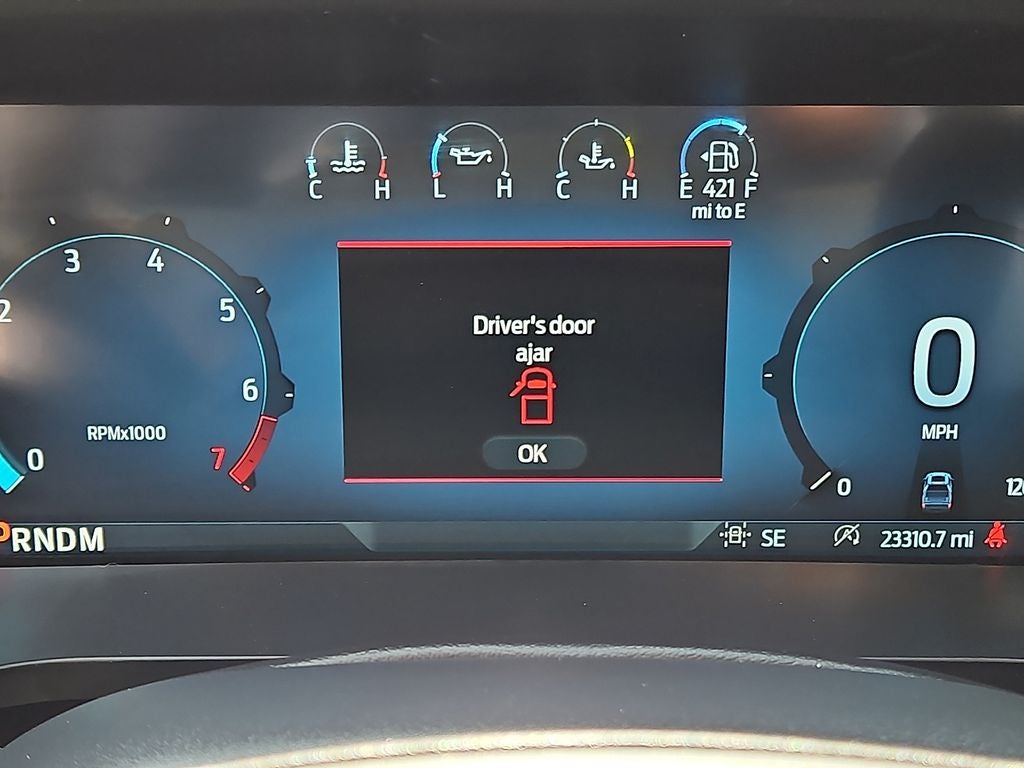 C H
L H
C H
E 421 F
mi to E
2 3 4 5 6 7
RPMx1000
0
Driver's door
ajar
OK
0
MPH
0
PRNDM
SE
23310.7 mi